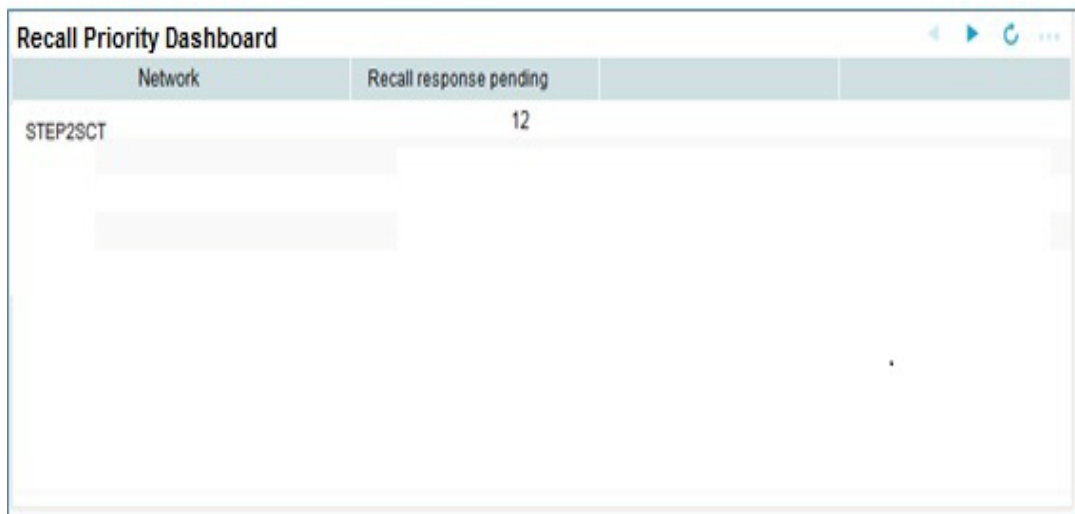 Recall Priority Dashboard
Network Recall response pending
STEP2SCT 12